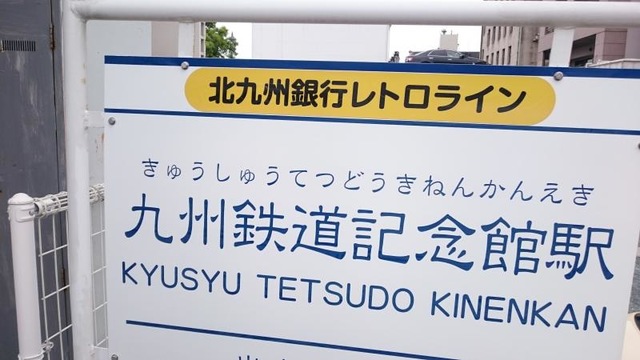 北九州銀行レトロライン
きゅうしゅうてつどうきねんかんえき
九州鉄道記念館駅
KYUSYU TETSUDO KINENKAN